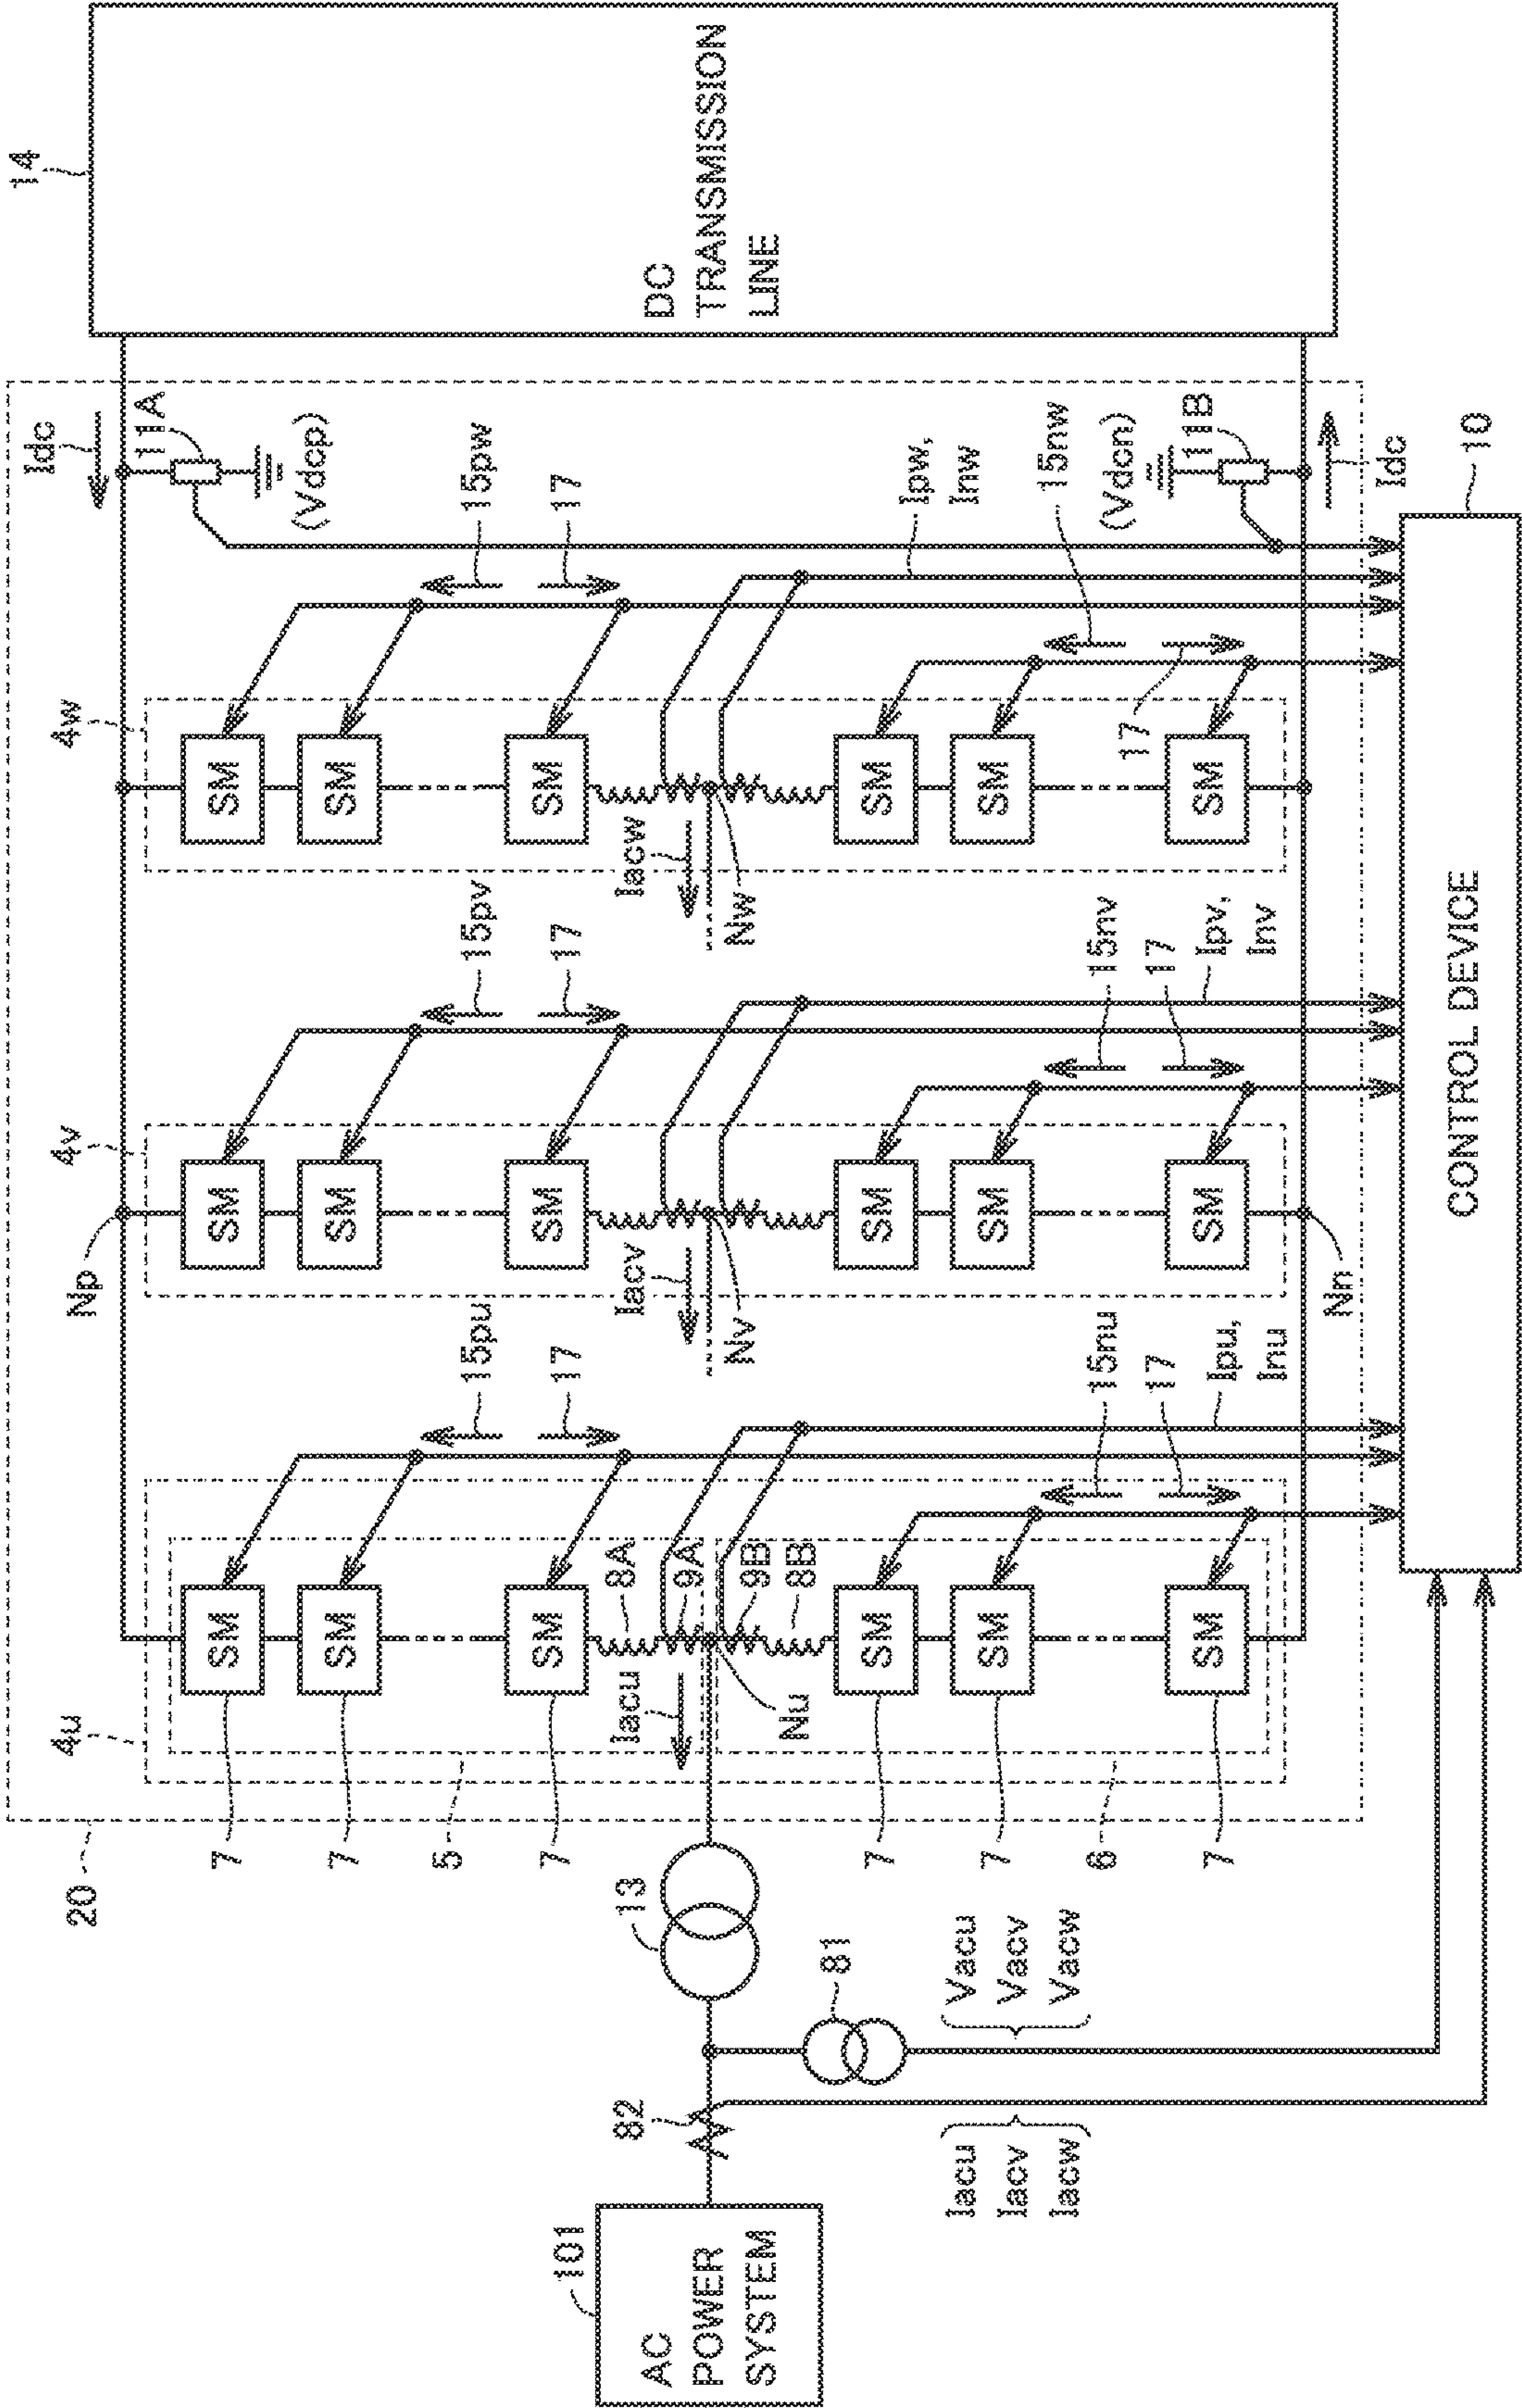 14
DC
TRANSMISSION
LINE
Idc
11A
(Vdcp)
15pw
17
Ipw,
Inw
15nw
(Vdcn)
11B
Idc
10
17
4w
SM
SM
SM
SM
SM
SM
Iacw
Nw
15pv
17
15nv
17
Ipv,
Inv
CONTROL DEVICE
4v
SM
SM
SM
SM
SM
SM
Np
Iacv
Nv
Nn
15pu
17
15nu
17
Ipu,
Inu
8A
9A
9B
8B
SM
SM
SM
SM
SM
SM
4u
Iacu
Nu
20
7
7
5
7
7
7
6
7
13
81
Vacu
Vacv
Vacw
82
Iacu
Iacv
Iacw
101
AC
POWER
SYSTEM